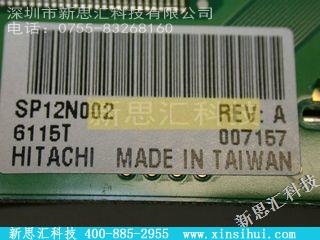 深圳市新思汇科技有限公司
电话：0755-83268160
SP12N002 REV: A
6115T 007157
HITACHI MADE IN TAIWAN
新思汇科技
新思汇科技
新思汇科技 400-885-2955 www.xinsihui.com